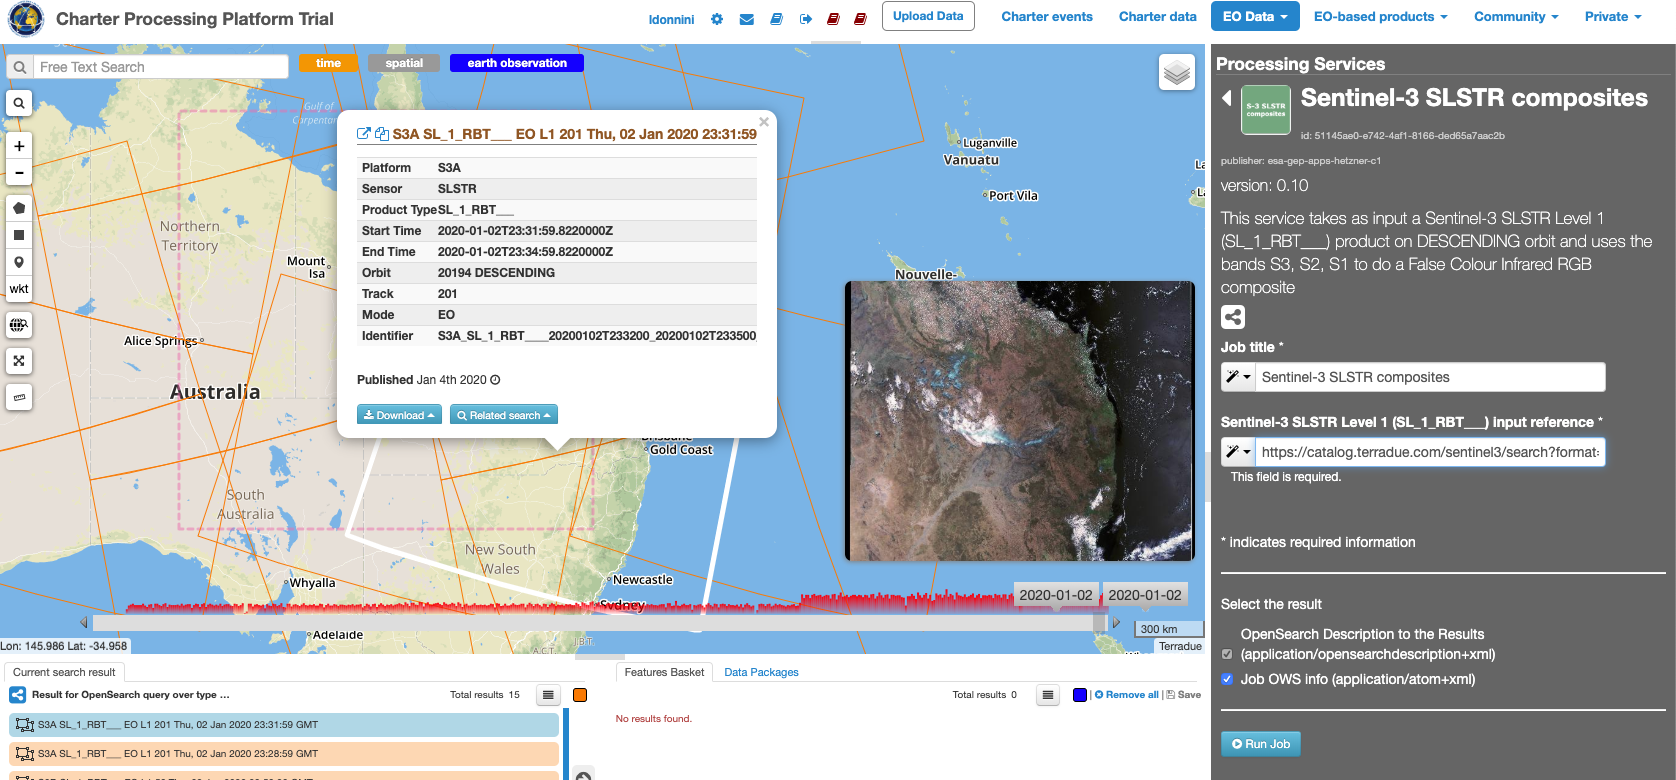 Charter Processing Platform Trial
ldonnini
Upload Data
Charter events
Charter data
EO Data
EO-based products
Community
Private
Free Text Search
time
spatial
earth observation
Gulf of
Carpentaria
+
-
wkt
Northern
Territory
Mount
Isa
Alice Springs
Australia
South
Australia
New South
Wales
Whyalla
Adelaide
Newcastle
Sydney
Brisbane
Gold Coast
A.C.T.
J.B.T.
Luganville
Vanuatu
Port Vila
Nouvelle-
S3A SL_1_RBT___ EO L1 201 Thu, 02 Jan 2020 23:31:59
×
Platform S3A
Sensor SLSTR
Product Type SL_1_RBT___
Start Time 2020-01-02T23:31:59.8220000Z
End Time 2020-01-02T23:34:59.8220000Z
Orbit 20194 DESCENDING
Track 201
Mode EO
Identifier S3A_SL_1_RBT____20200102T233200_20200102T233500_
Published Jan 4th 2020
Download
Related search
2020-01-02
2020-01-02
300 km
Terradue
Lon: 145.986 Lat: -34.958
Current search result
Result for OpenSearch query over type ...
Total results 15
S3A SL_1_RBT___ EO L1 201 Thu, 02 Jan 2020 23:31:59 GMT
S3A SL_1_RBT___ EO L1 201 Thu, 02 Jan 2020 23:28:59 GMT
Features Basket
Data Packages
Total results 0
| Remove all | Save
No results found.
Processing Services
S-3 SLSTR
composites
Sentinel-3 SLSTR composites
id: 51145ae0-e742-4af1-8166-ded65a7aac2b
publisher: esa-gep-apps-hetzner-c1
version: 0.10
This service takes as input a Sentinel-3 SLSTR Level 1
(SL_1_RBT___) product on DESCENDING orbit and uses the
bands S3, S2, S1 to do a False Colour Infrared RGB
composite
Job title *
Sentinel-3 SLSTR composites
Sentinel-3 SLSTR Level 1 (SL_1_RBT___) input reference *
https://catalog.terradue.com/sentinel3/search?format=
This field is required.
* indicates required information
Select the result
OpenSearch Description to the Results
(application/opensearchdescription+xml)
Job OWS info (application/atom+xml)
Run Job